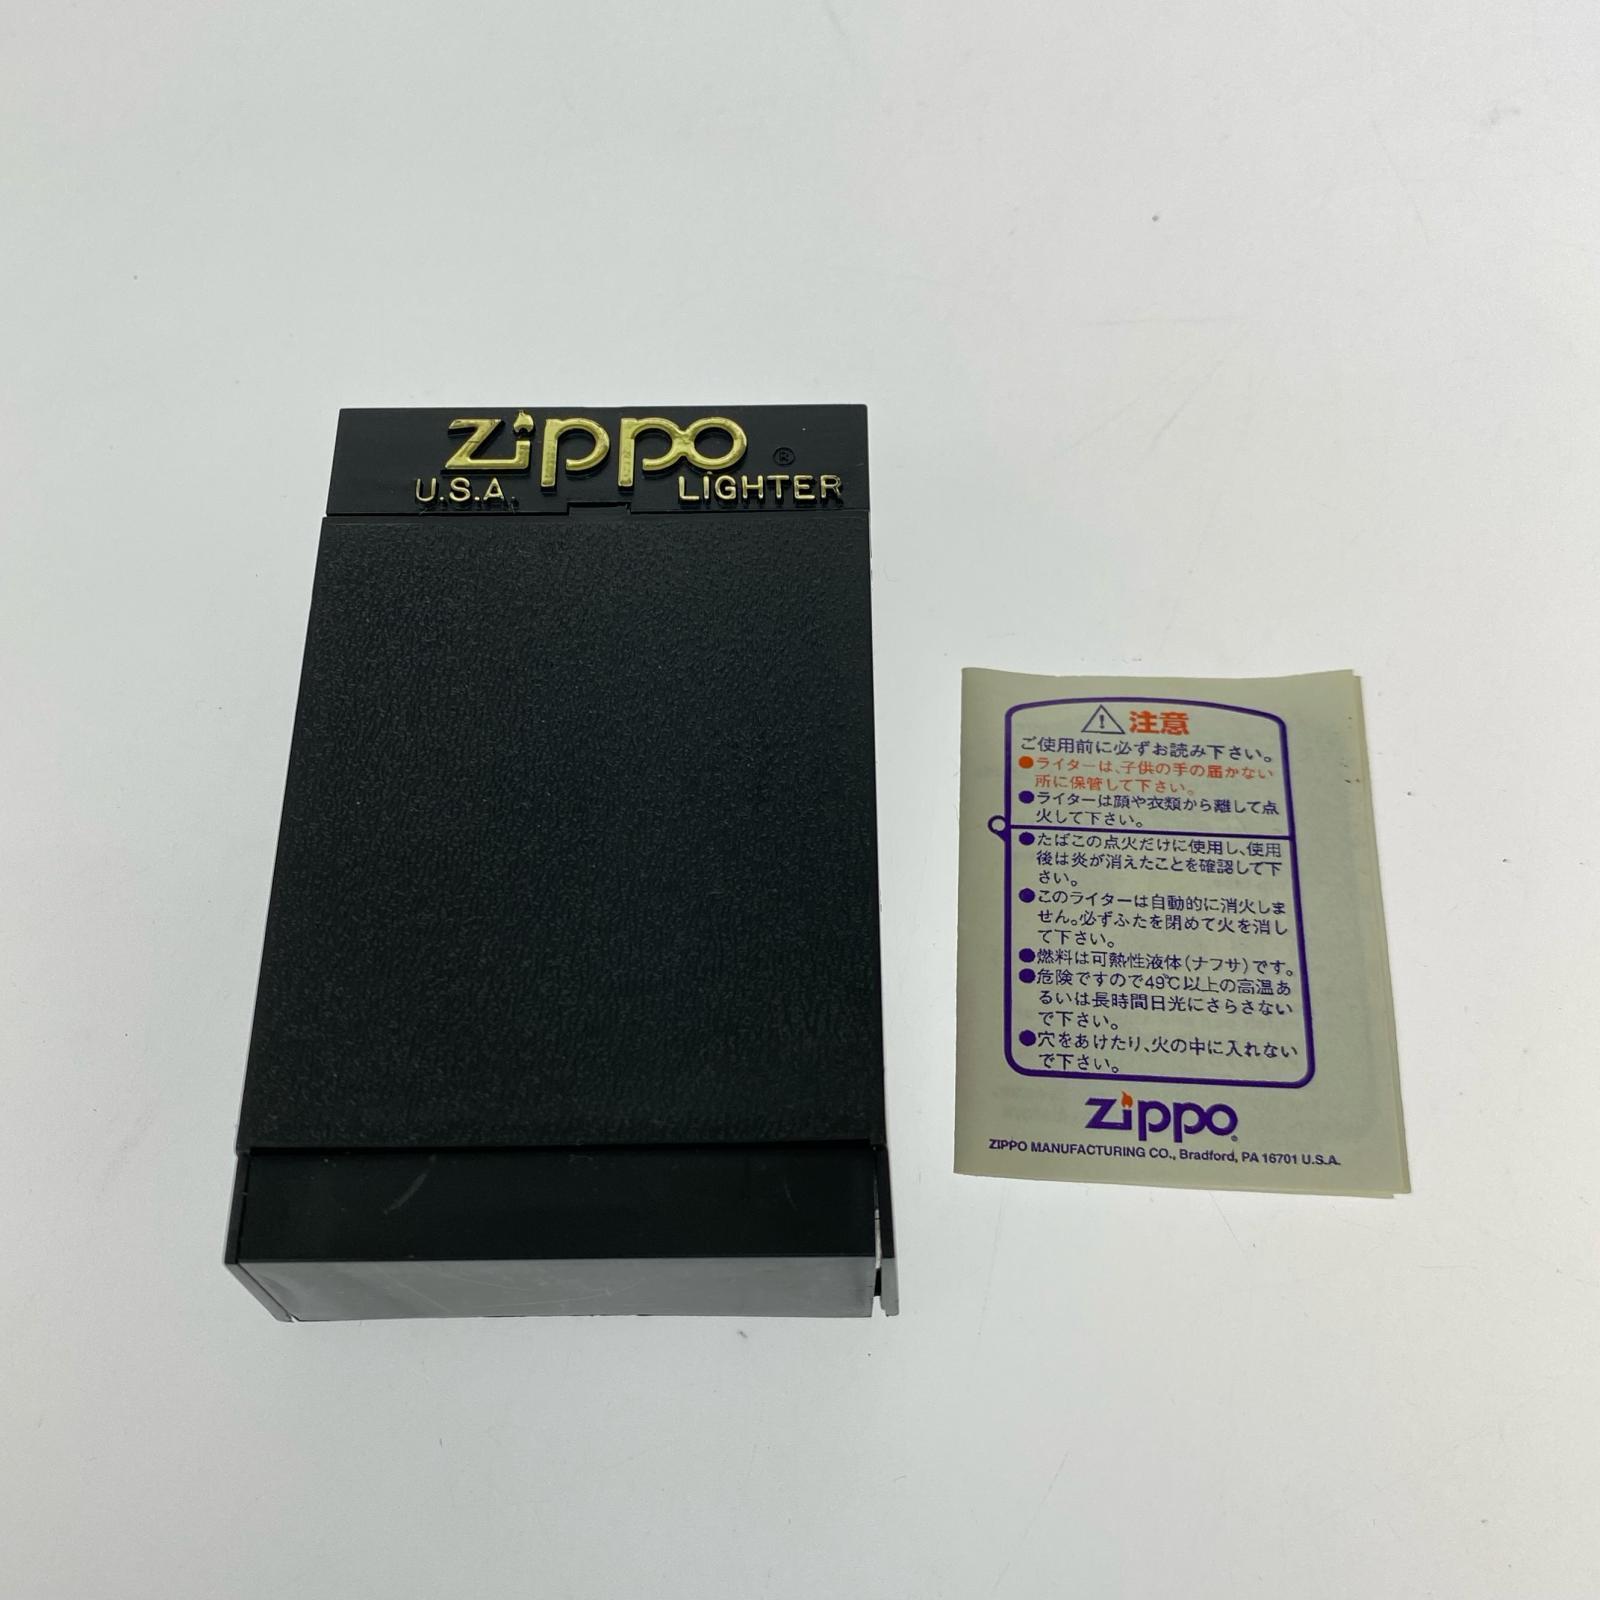 zippo
®
U.S.A. LIGHTER
注意
ご使用前に必ずお読み下さい。
●ライターは、子供の手の届かない
所に保管して下さい。
●ライターは顔や衣類から離して点
火して下さい。
●たばこの点火だけに使用し、使用
後は炎が消えたことを確認して下
さい。
●このライターは自動的に消火しま
せん。必ずふたを閉めて火を消し
て下さい。
●燃料は可熱性液体(ナフサ)です。
●危険ですので49℃以上の高温あ
るいは長時間日光にさらさない
で下さい。
●穴をあけたり、火の中に入れない
で下さい。
zippo
ZIPPO MANUFACTURING CO., Bradford, PA 16701 U.S.A.